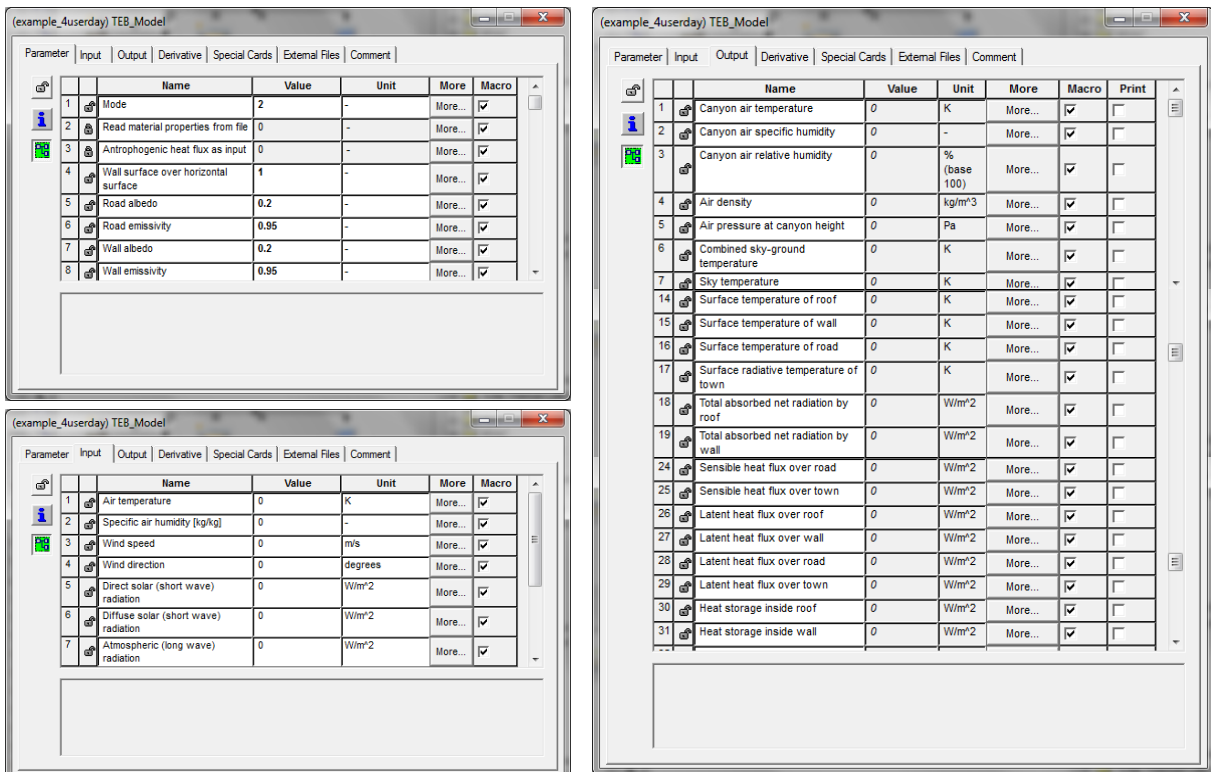 (example_4userday) TEB_Model
Parameter Input Output Derivative Special Cards External Files Comment
Name Value Unit More Macro
1 Mode 2 - More...
2 Read material properties from file 0 - More...
3 Antrophogenic heat flux as input 0 - More...
4 Wall surface over horizontal surface 1 - More...
5 Road albedo 0.2 - More...
6 Road emissivity 0.95 - More...
7 Wall albedo 0.2 - More...
8 Wall emissivity 0.95 - More...
(example_4userday) TEB_Model
Parameter Input Output Derivative Special Cards External Files Comment
Name Value Unit More Macro
1 Air temperature 0 K More...
2 Specific air humidity [kg/kg] 0 - More...
3 Wind speed 0 m/s More...
4 Wind direction 0 degrees More...
5 Direct solar (short wave) radiation 0 W/m^2 More...
6 Diffuse solar (short wave) radiation 0 W/m^2 More...
7 Atmospheric (long wave) radiation 0 W/m^2 More...
(example_4userday) TEB_Model
Parameter Input Output Derivative Special Cards External Files Comment
Name Value Unit More Macro Print
1 Canyon air temperature 0 K More...
2 Canyon air specific humidity 0 - More...
3 Canyon air relative humidity 0 % (base 100) More...
4 Air density 0 kg/m^3 More...
5 Air pressure at canyon height 0 Pa More...
6 Combined sky-ground temperature 0 K More...
7 Sky temperature 0 K More...
14 Surface temperature of roof 0 K More...
15 Surface temperature of wall 0 K More...
16 Surface temperature of road 0 K More...
17 Surface radiative temperature of town 0 K More...
18 Total absorbed net radiation by roof 0 W/m^2 More...
19 Total absorbed net radiation by wall 0 W/m^2 More...
24 Sensible heat flux over road 0 W/m^2 More...
25 Sensible heat flux over town 0 W/m^2 More...
26 Latent heat flux over roof 0 W/m^2 More...
27 Latent heat flux over wall 0 W/m^2 More...
28 Latent heat flux over road 0 W/m^2 More...
29 Latent heat flux over town 0 W/m^2 More...
30 Heat storage inside roof 0 W/m^2 More...
31 Heat storage inside wall 0 W/m^2 More...